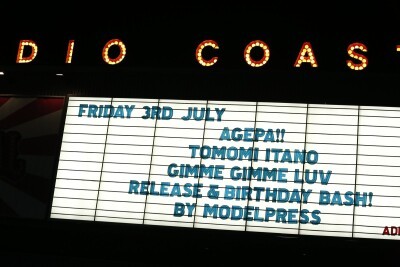 DIO COAST
FRIDAY 3RD JULY
AGEPA!!
TOMOMI ITANO
GIMME GIMME LUV
RELEASE & BIRTHDAY BASH!
BY MODELPRESS